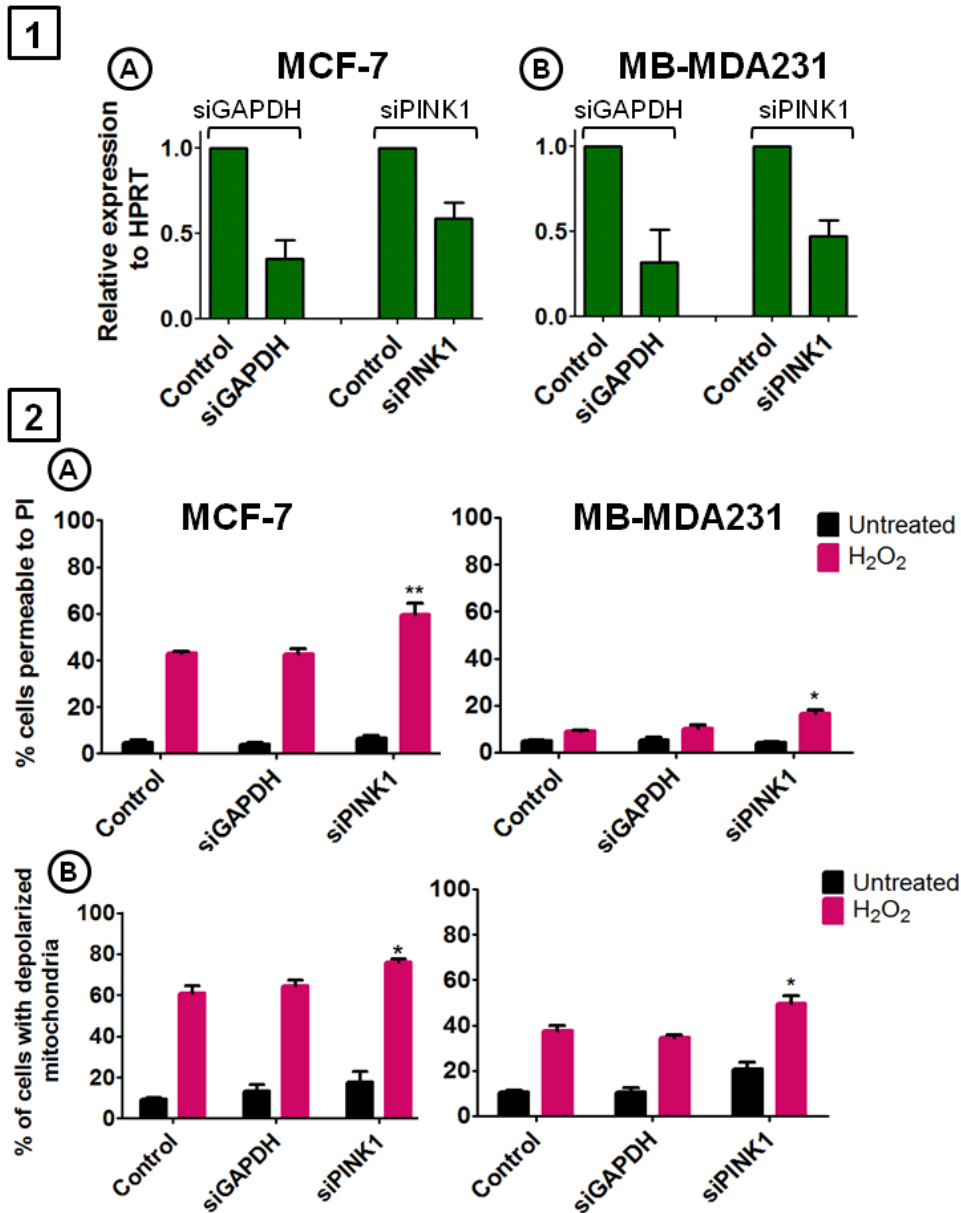 1
A MCF-7
B MB-MDA231
siGAPDH siPINK1
siGAPDH siPINK1
Relative expression
to HPRT
1.0
0.5
0.0
Control
siGAPDH
Control
siPINK1
1.0
0.5
0.0
Control
siGAPDH
Control
siPINK1
2
A
MCF-7
% cells permeable to PI
100
80
60
40
20
0
**
Control
siGAPDH
siPINK1
MB-MDA231
100
80
60
40
20
0
*
Control
siGAPDH
siPINK1
Untreated
H₂O₂
B
% of cells with depolarized
mitochondria
100
80
60
40
20
0
*
Control
siGAPDH
siPINK1
100
80
60
40
20
0
*
Control
siGAPDH
siPINK1
Untreated
H₂O₂